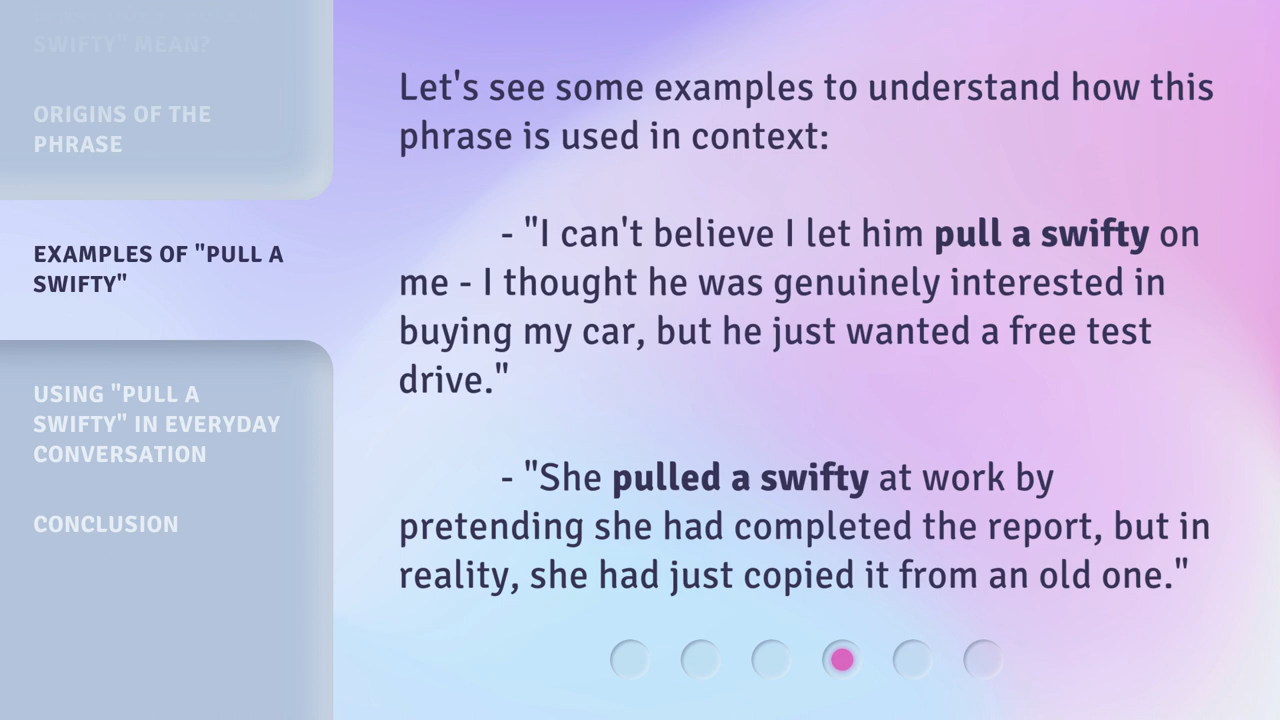 SWIFTY" MEAN?
ORIGINS OF THE
PHRASE
EXAMPLES OF "PULL A
SWIFTY"
USING "PULL A
SWIFTY" IN EVERYDAY
CONVERSATION
CONCLUSION
Let's see some examples to understand how this
phrase is used in context:
- "I can't believe I let him pull a swifty on
me - I thought he was genuinely interested in
buying my car, but he just wanted a free test
drive."
- "She pulled a swifty at work by
pretending she had completed the report, but in
reality, she had just copied it from an old one."